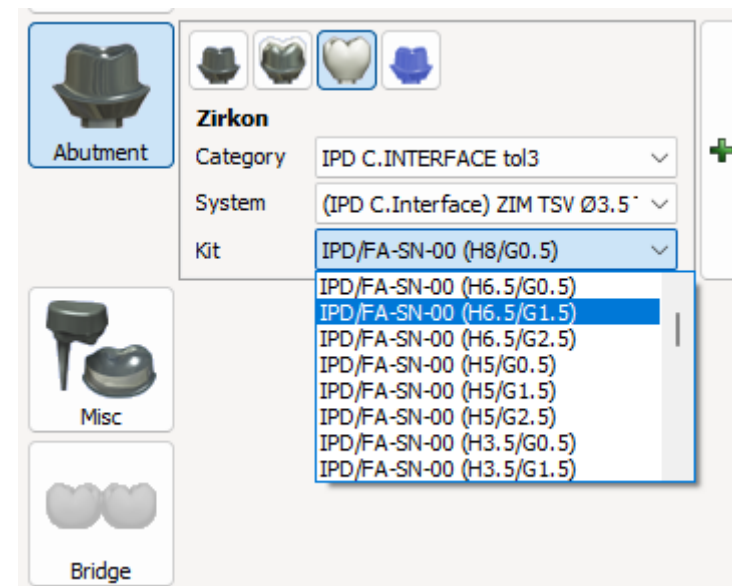 Abutment
Zirkon
Category IPD C.INTERFACE tol3
System (IPD C.Interface) ZIM TSV Ø3.5
Kit IPD/FA-SN-00 (H8/G0.5)
IPD/FA-SN-00 (H6.5/G0.5)
IPD/FA-SN-00 (H6.5/G1.5)
IPD/FA-SN-00 (H6.5/G2.5)
IPD/FA-SN-00 (H5/G0.5)
IPD/FA-SN-00 (H5/G1.5)
IPD/FA-SN-00 (H5/G2.5)
IPD/FA-SN-00 (H3.5/G0.5)
IPD/FA-SN-00 (H3.5/G1.5)
Misc
Bridge